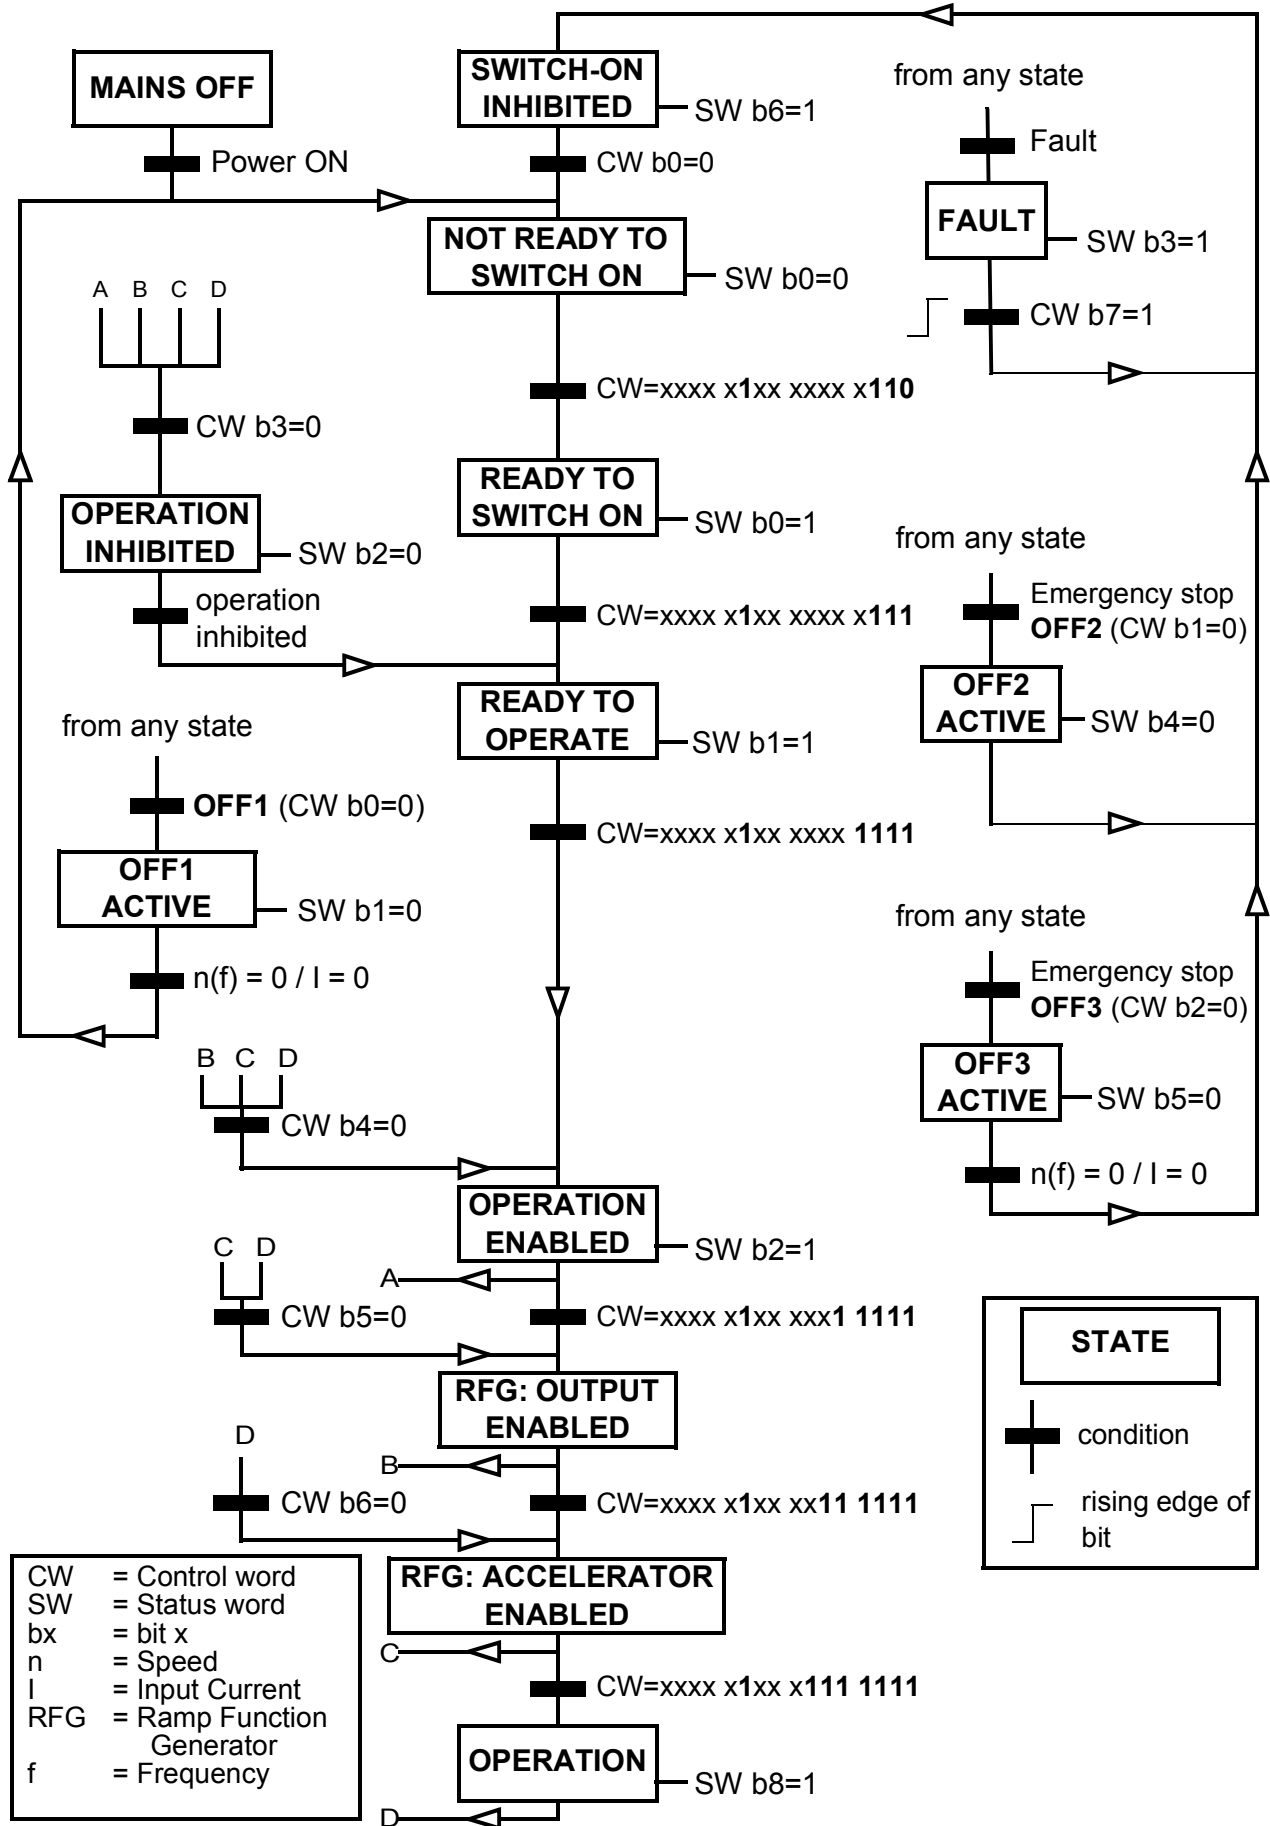 MAINS OFF
Power ON
SWITCH-ON
INHIBITED
SW b6=1
CW b0=0
NOT READY TO
SWITCH ON
SW b0=0
CW=xxxx x1xx xxxx x110
READY TO
SWITCH ON
SW b0=1
CW=xxxx x1xx xxxx x111
READY TO
OPERATE
SW b1=1
CW=xxxx x1xx xxxx 1111
A B C D
CW b3=0
OPERATION
INHIBITED
SW b2=0
operation
inhibited
from any state
OFF1 (CW b0=0)
OFF1
ACTIVE
SW b1=0
n(f) = 0 / I = 0
B C D
CW b4=0
OPERATION
ENABLED
SW b2=1
A
CW=xxxx x1xx xxx1 1111
C D
CW b5=0
RFG: OUTPUT
ENABLED
B
CW=xxxx x1xx xx11 1111
D
CW b6=0
RFG: ACCELERATOR
ENABLED
C
CW=xxxx x1xx x111 1111
OPERATION
SW b8=1
D
from any state
Fault
FAULT
SW b3=1
CW b7=1
from any state
Emergency stop
OFF2 (CW b1=0)
OFF2
ACTIVE
SW b4=0
from any state
Emergency stop
OFF3 (CW b2=0)
OFF3
ACTIVE
SW b5=0
n(f) = 0 / I = 0
STATE
condition
rising edge of
bit
CW = Control word
SW = Status word
bx = bit x
n = Speed
I = Input Current
RFG = Ramp Function
Generator
f = Frequency